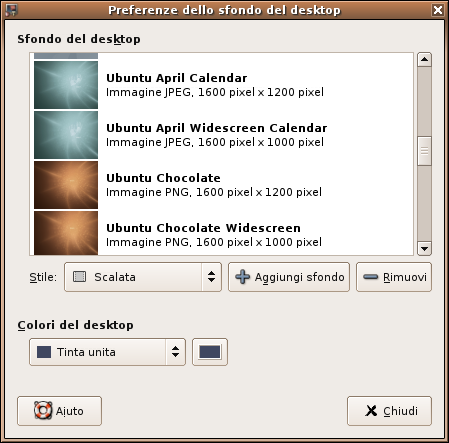 Preferenze dello sfondo del desktop
Sfondo del desktop
Ubuntu April Calendar
Immagine JPEG, 1600 pixel x 1200 pixel
Ubuntu April Widescreen Calendar
Immagine JPEG, 1600 pixel x 1000 pixel
Ubuntu Chocolate
Immagine PNG, 1600 pixel x 1200 pixel
Ubuntu Chocolate Widescreen
Immagine PNG, 1600 pixel x 1000 pixel
Stile: Scalata Aggiungi sfondo Rimuovi
Colori del desktop
Tinta unita
Aiuto Chiudi